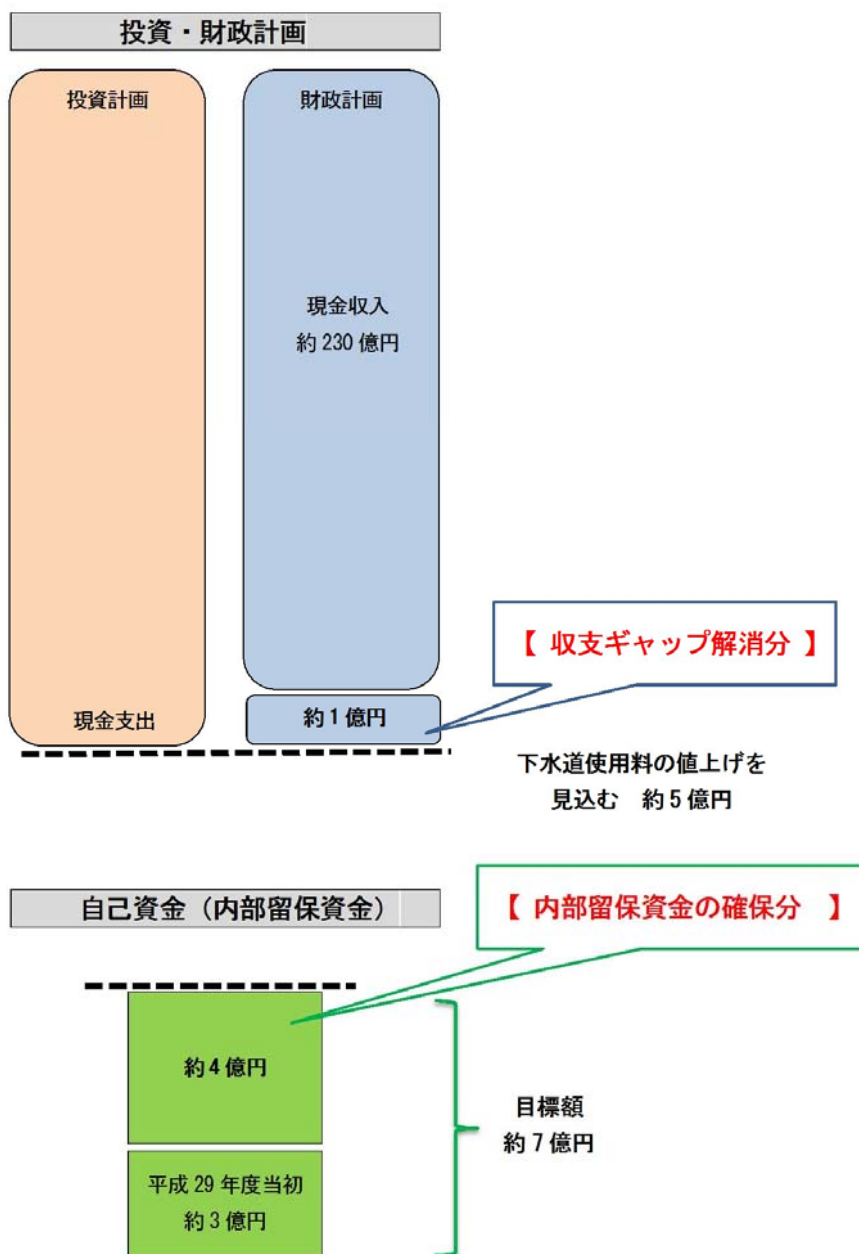 投資・財政計画
投資計画
財政計画
現金収入
約 230 億円
【 収支ギャップ解消分 】
約 1 億円
現金支出
下水道使用料の値上げを
見込む 約 5 億円
自己資金（内部留保資金）
【 内部留保資金の確保分 】
約 4 億円
目標額
約 7 億円
平成 29 年度当初
約 3 億円